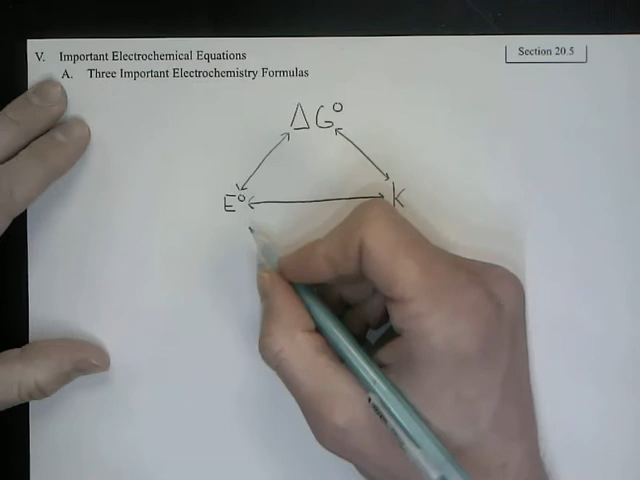 V. Important Electrochemical Equations
Section 20.5
A. Three Important Electrochemistry Formulas
ΔG°
E° K